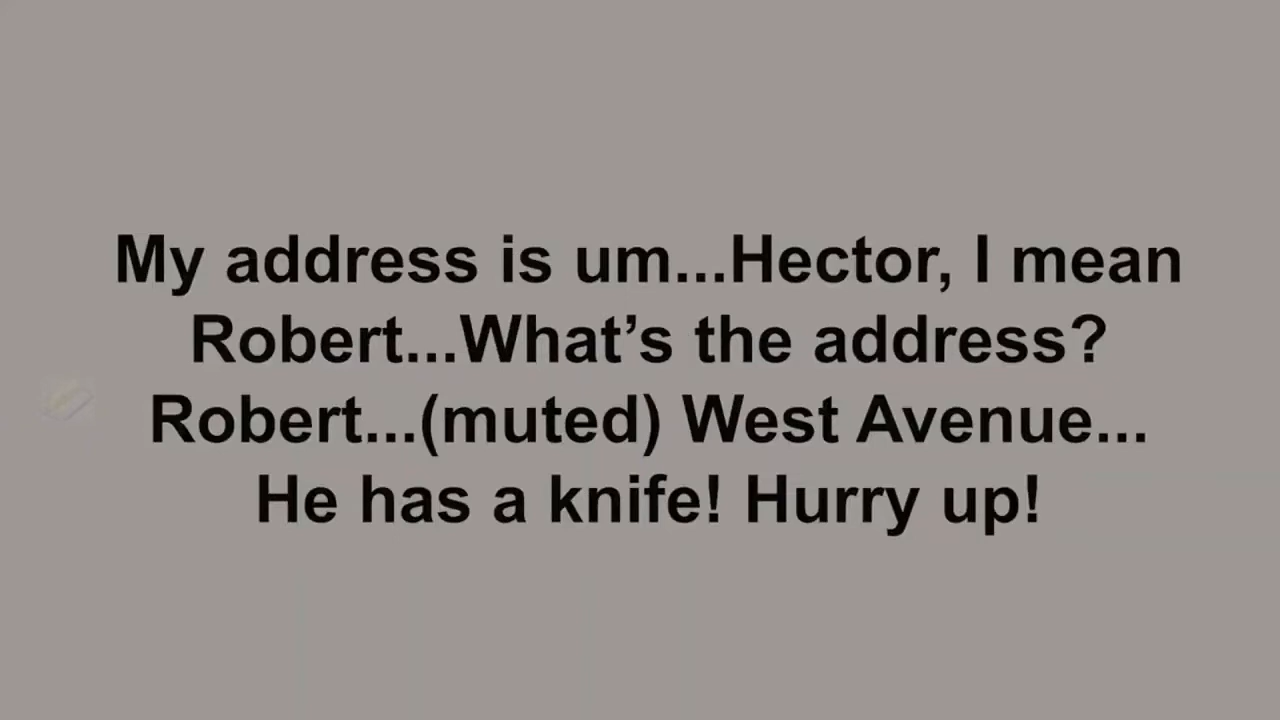 My address is um...Hector, I mean
Robert...What’s the address?
Robert...(muted) West Avenue...
He has a knife! Hurry up!